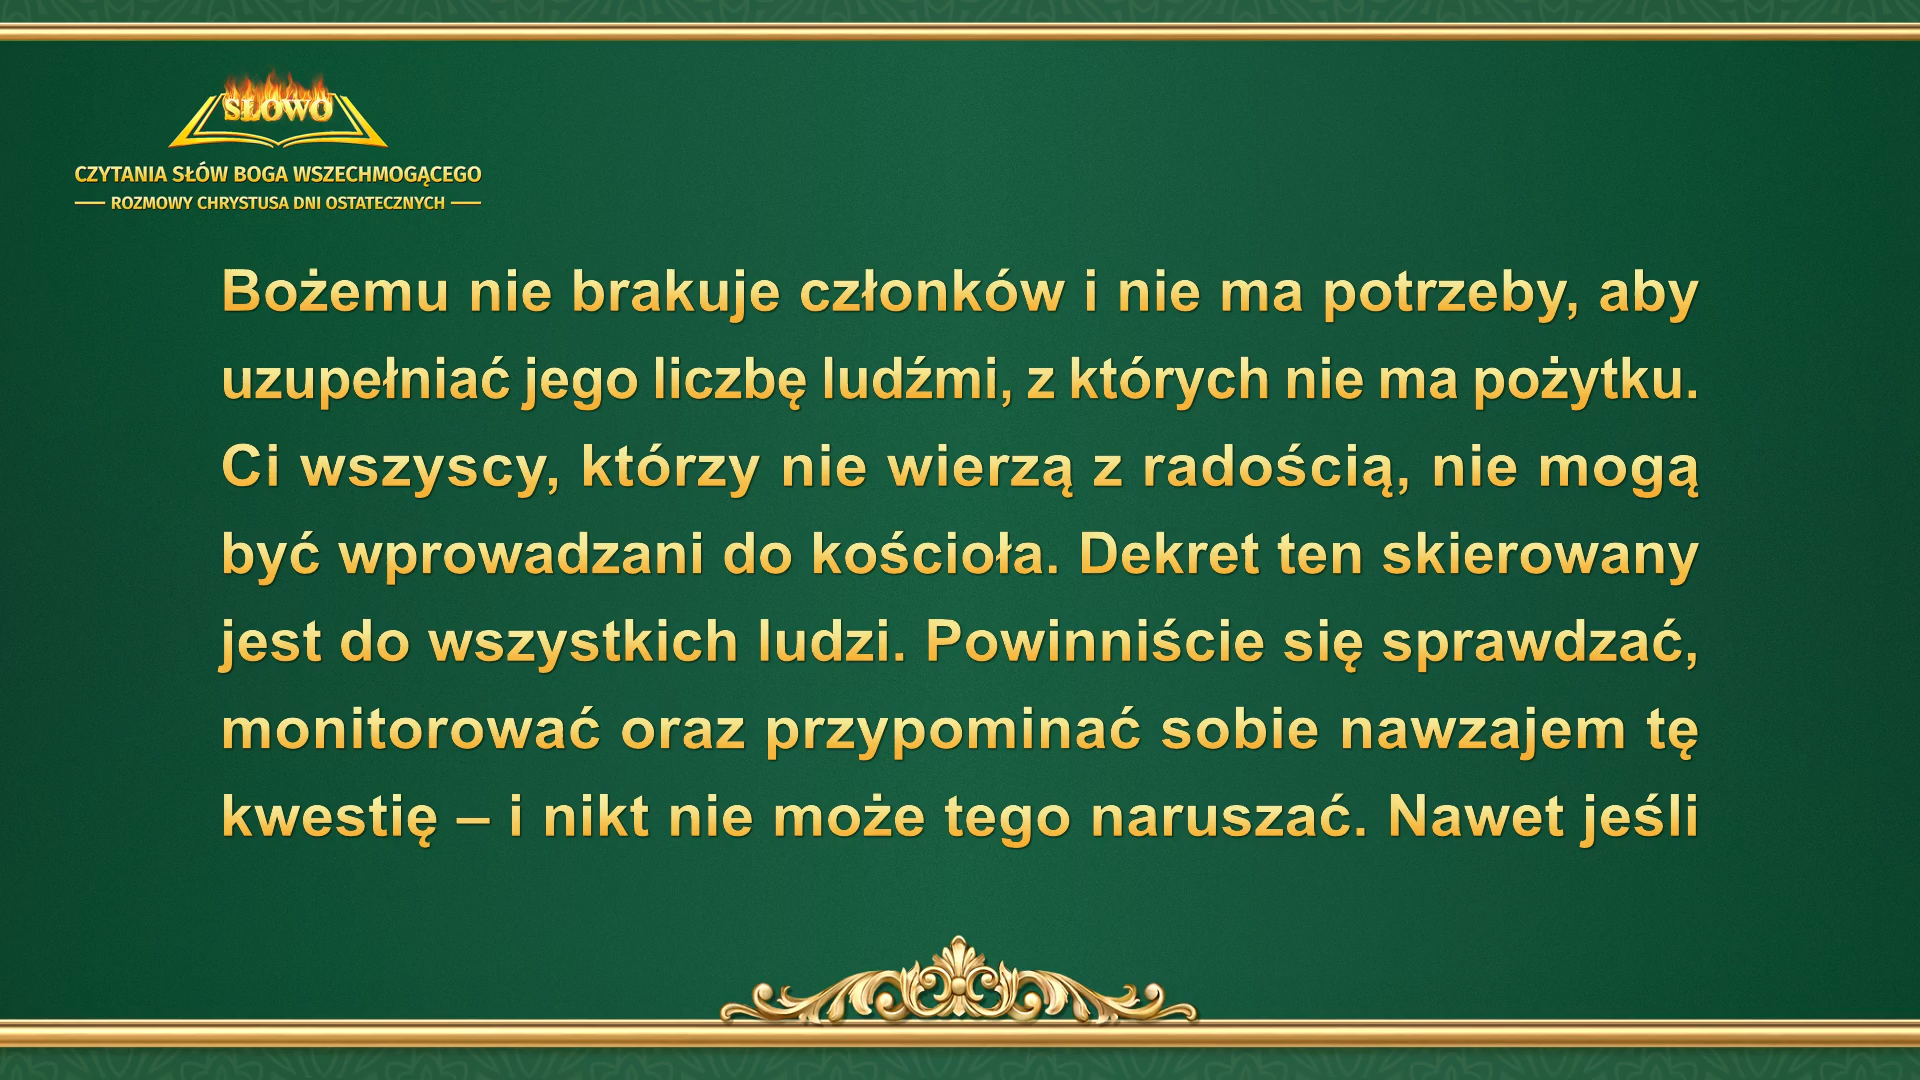 SŁOWO
CZYTANIA SŁÓW BOGA WSZECHMOGĄCEGO
ROZMOWY CHRYSTUSA DNI OSTATECZNYCH
Bożemu nie brakuje członków i nie ma potrzeby, aby
uzupełniać jego liczbę ludźmi, z których nie ma pożytku.
Ci wszyscy, którzy nie wierzą z radością, nie mogą
być wprowadzani do kościoła. Dekret ten skierowany
jest do wszystkich ludzi. Powinniście się sprawdzać,
monitorować oraz przypominać sobie nawzajem tę
kwestię – i nikt nie może tego naruszać. Nawet jeśli